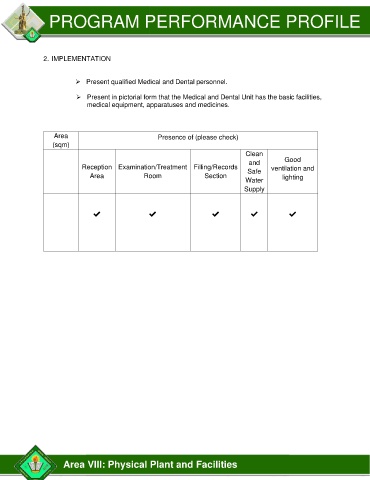 PROGRAM PERFORMANCE PROFILE
2. IMPLEMENTATION
➢ Present qualified Medical and Dental personnel.
➢ Present in pictorial form that the Medical and Dental Unit has the basic facilities,
medical equipment, apparatuses and medicines.
Area
(sqm)
Presence of (please check)
Reception
Area
Examination/Treatment
Room
Filling/Records
Section
Clean
and
Safe
Water
Supply
Good
ventilation and
lighting
✓ ✓ ✓ ✓ ✓
Area VIII: Physical Plant and Facilities